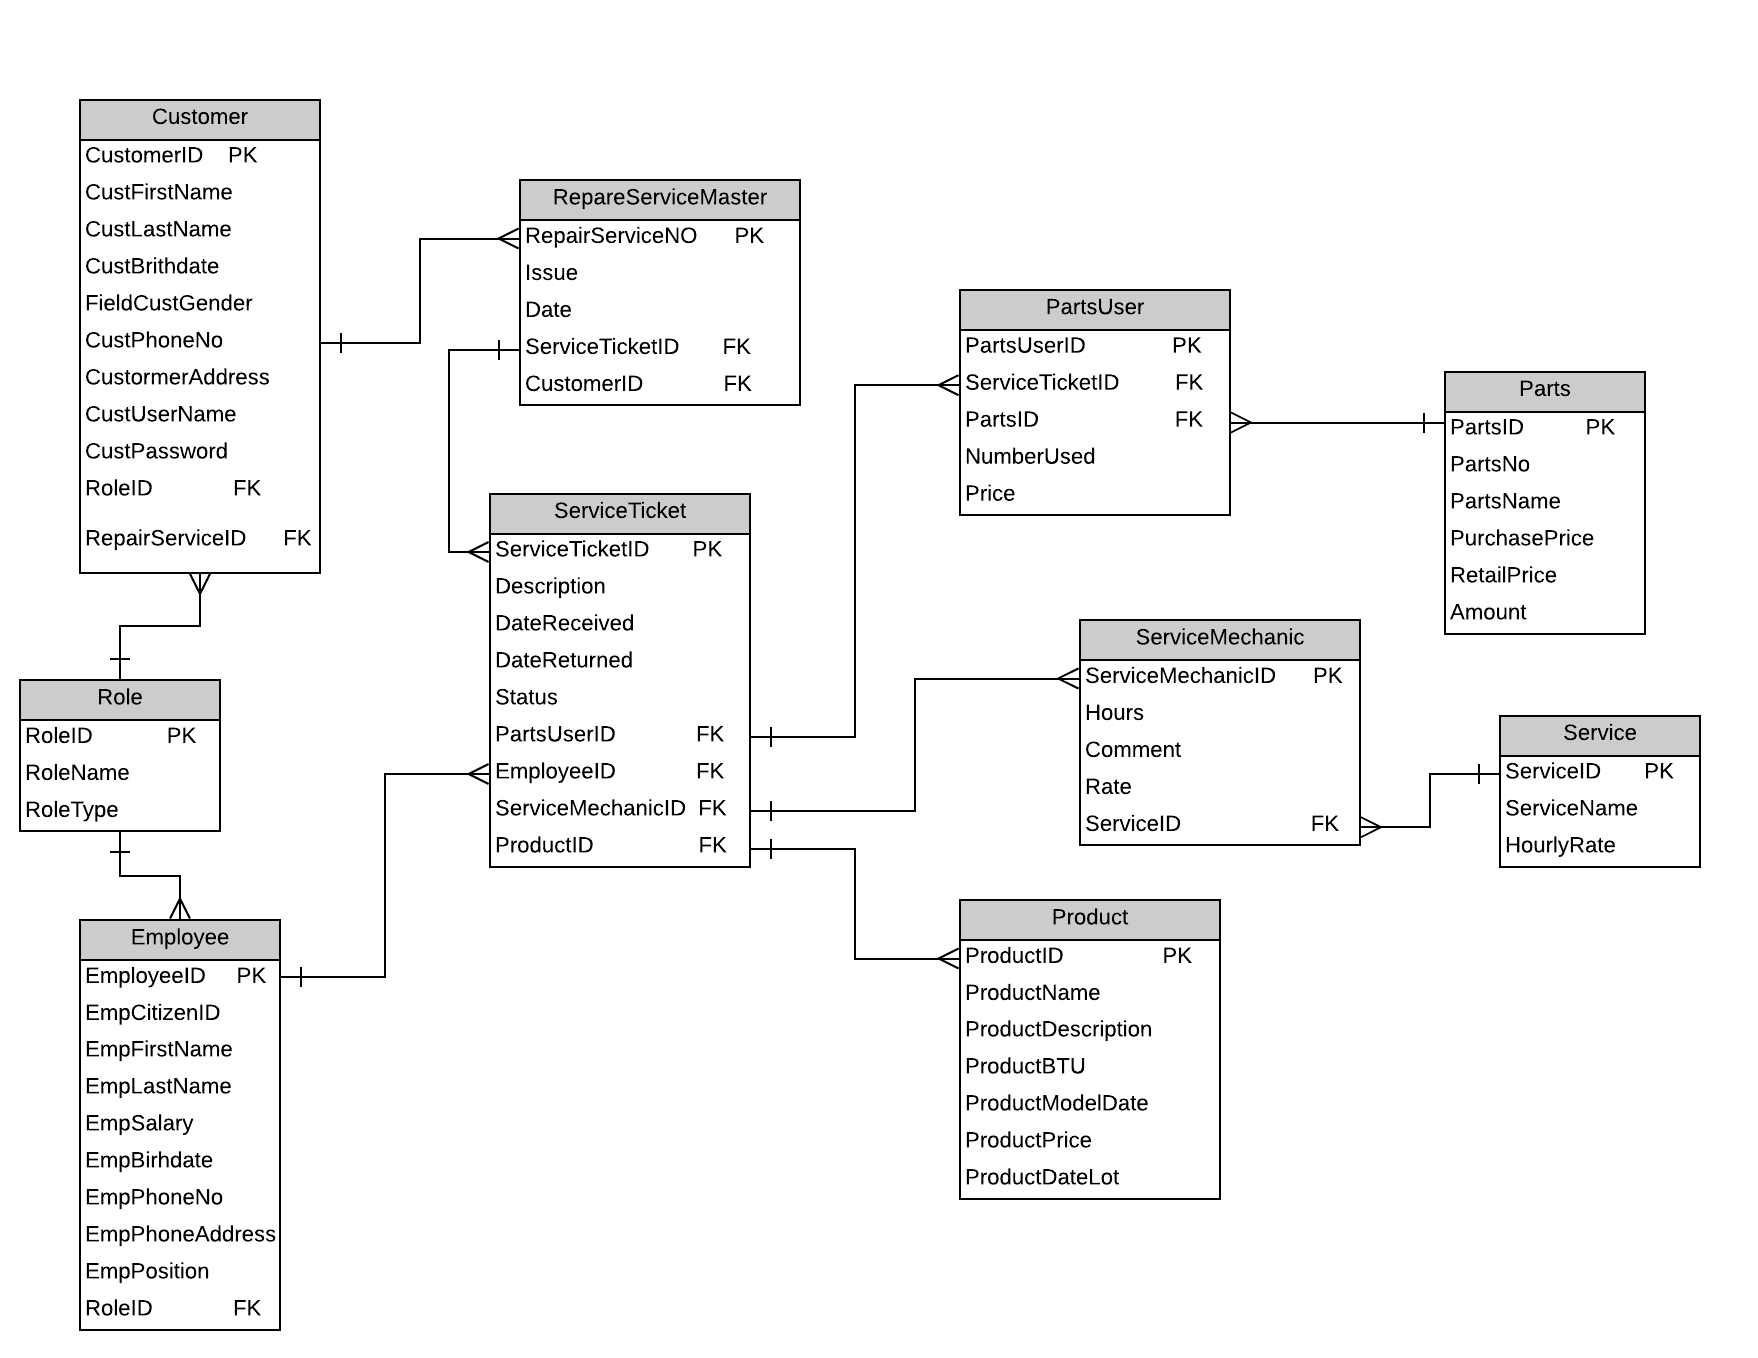 Customer
CustomerID PK
CustFirstName
CustLastName
CustBrithdate
FieldCustGender
CustPhoneNo
CustormerAddress
CustUserName
CustPassword
RoleID FK
RepairServiceID FK
RepareServiceMaster
RepairServiceNO PK
Issue
Date
ServiceTicketID FK
CustomerID FK
PartsUser
PartsUserID PK
ServiceTicketID FK
PartsID FK
NumberUsed
Price
Parts
PartsID PK
PartsNo
PartsName
PurchasePrice
RetailPrice
Amount
ServiceTicket
ServiceTicketID PK
Description
DateReceived
DateReturned
Status
PartsUserID FK
EmployeeID FK
ServiceMechanicID FK
ProductID FK
ServiceMechanic
ServiceMechanicID PK
Hours
Comment
Rate
ServiceID FK
Service
ServiceID PK
ServiceName
HourlyRate
Role
RoleID PK
RoleName
RoleType
Employee
EmployeeID PK
EmpCitizenID
EmpFirstName
EmpLastName
EmpSalary
EmpBirhdate
EmpPhoneNo
EmpPhoneAddress
EmpPosition
RoleID FK
Product
ProductID PK
ProductName
ProductDescription
ProductBTU
ProductModelDate
ProductPrice
ProductDateLot